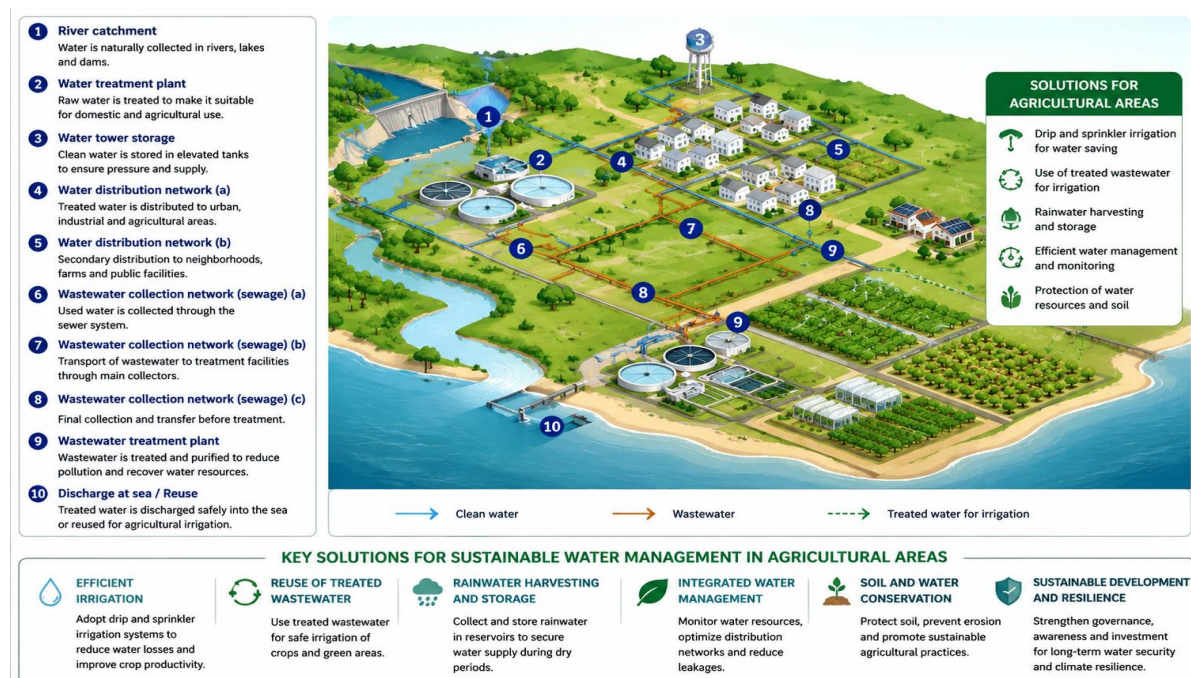 1 River catchment
Water is naturally collected in rivers, lakes
and dams.
2 Water treatment plant
Raw water is treated to make it suitable
for domestic and agricultural use.
3 Water tower storage
Clean water is stored in elevated tanks
to ensure pressure and supply.
4 Water distribution network (a)
Treated water is distributed to urban,
industrial and agricultural areas.
5 Water distribution network (b)
Secondary distribution to neighborhoods,
farms and public facilities.
6 Wastewater collection network (sewage) (a)
Used water is collected through the
sewer system.
7 Wastewater collection network (sewage) (b)
Transport of wastewater to treatment facilities
through main collectors.
8 Wastewater collection network (sewage) (c)
Final collection and transfer before treatment.
9 Wastewater treatment plant
Wastewater is treated and purified to reduce
pollution and recover water resources.
10 Discharge at sea / Reuse
Treated water is discharged safely into the sea
or reused for agricultural irrigation.
3
1
2
4
5
8
7
6
9
8
9
10
SOLUTIONS FOR
AGRICULTURAL AREAS
Drip and sprinkler irrigation
for water saving
Use of treated wastewater
for irrigation
Rainwater harvesting
and storage
Efficient water management
and monitoring
Protection of water
resources and soil
Clean water
Wastewater
Treated water for irrigation
KEY SOLUTIONS FOR SUSTAINABLE WATER MANAGEMENT IN AGRICULTURAL AREAS
EFFICIENT
IRRIGATION
Adopt drip and sprinkler
irrigation systems to
reduce water losses and
improve crop productivity.
REUSE OF TREATED
WASTEWATER
Use treated wastewater
for safe irrigation of
crops and green areas.
RAINWATER HARVESTING
AND STORAGE
Collect and store rainwater
in reservoirs to secure
water supply during dry
periods.
INTEGRATED WATER
MANAGEMENT
Monitor water resources,
optimize distribution
networks and reduce
leakages.
SOIL AND WATER
CONSERVATION
Protect soil, prevent erosion
and promote sustainable
agricultural practices.
SUSTAINABLE DEVELOPMENT
AND RESILIENCE
Strengthen governance,
awareness and investment
for long-term water security
and climate resilience.